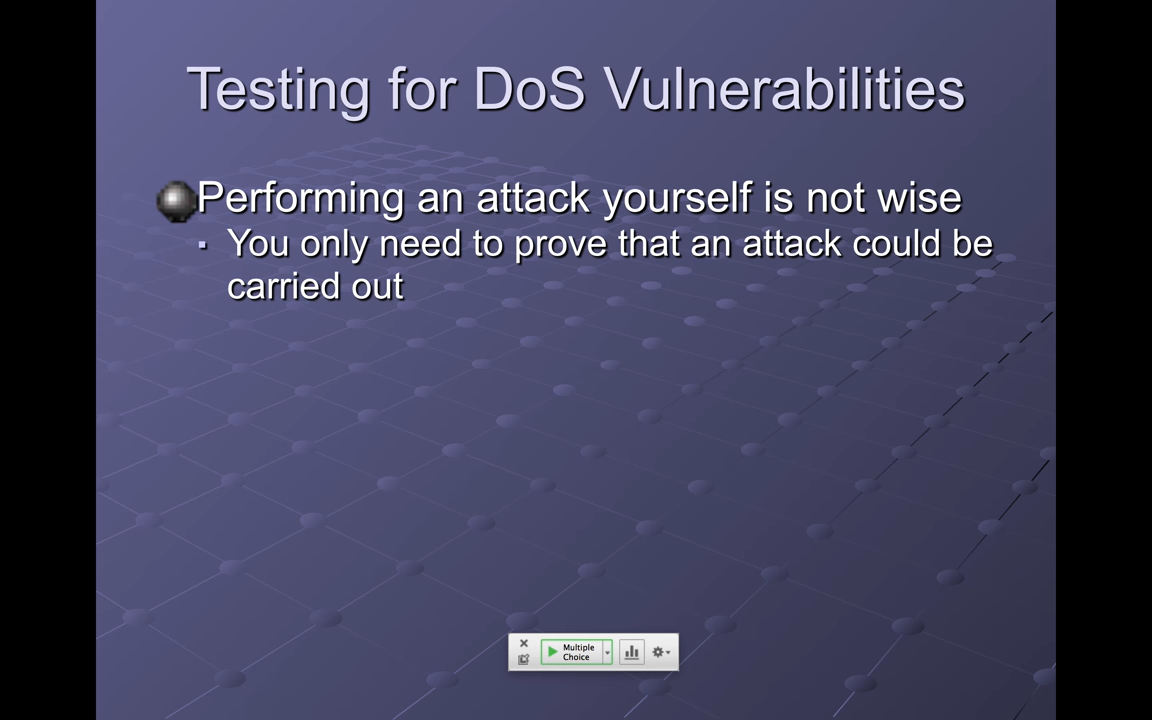 Testing for DoS Vulnerabilities
Performing an attack yourself is not wise
▪ You only need to prove that an attack could be
carried out
Multiple
Choice